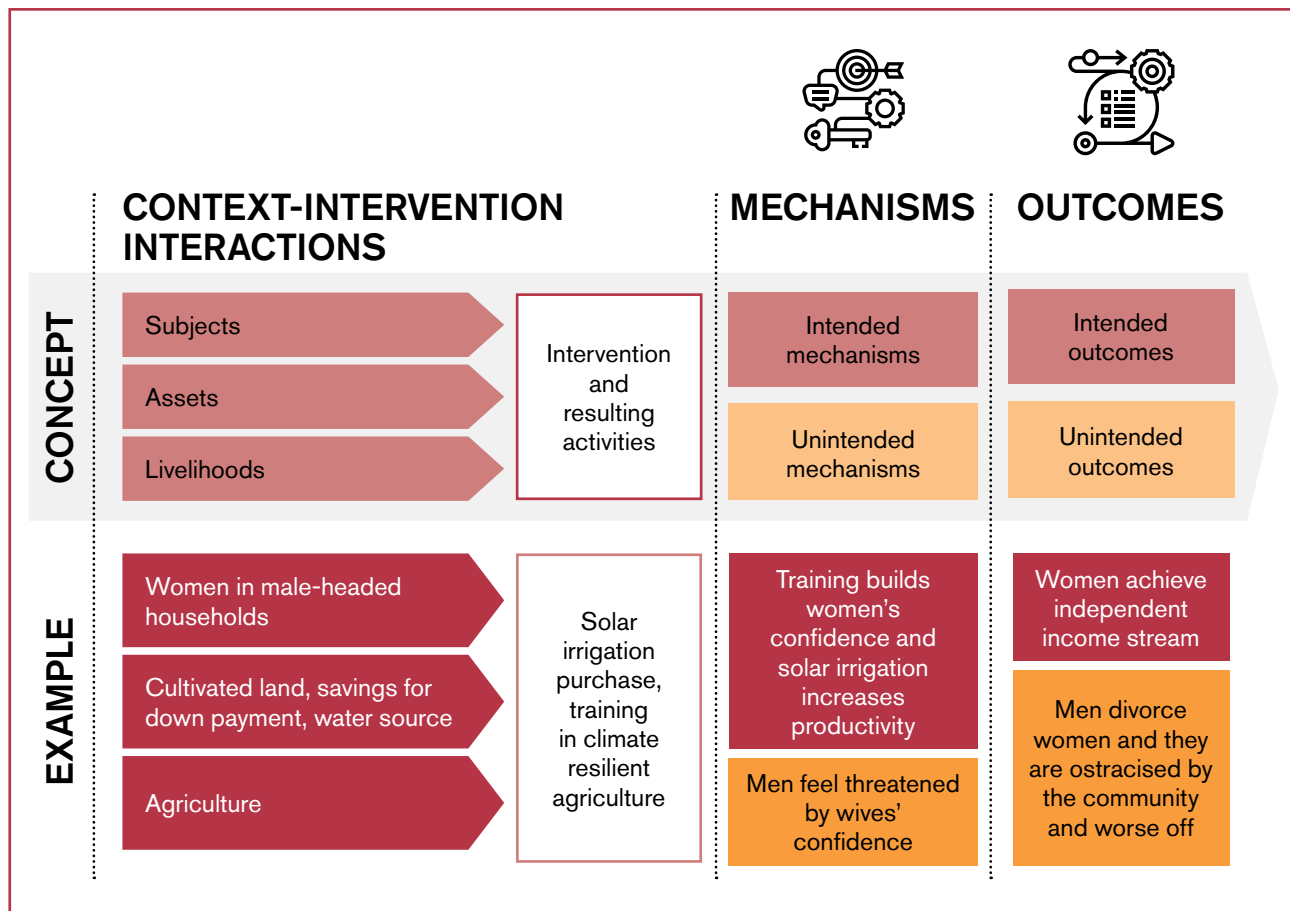 CONTEXT-INTERVENTION
INTERACTIONS
MECHANISMS
OUTCOMES
CONCEPT
Subjects
Assets
Livelihoods
Intervention
and
resulting
activities
Intended
mechanisms
Unintended
mechanisms
Intended
outcomes
Unintended
outcomes
EXAMPLE
Women in male-headed
households
Cultivated land, savings for
down payment, water source
Agriculture
Solar
irrigation
purchase,
training
in climate
resilient
agriculture
Training builds
women’s
confidence and
solar irrigation
increases
productivity
Men feel threatened
by wives’
confidence
Women achieve
independent
income stream
Men divorce
women and they
are ostracised by
the community
and worse off